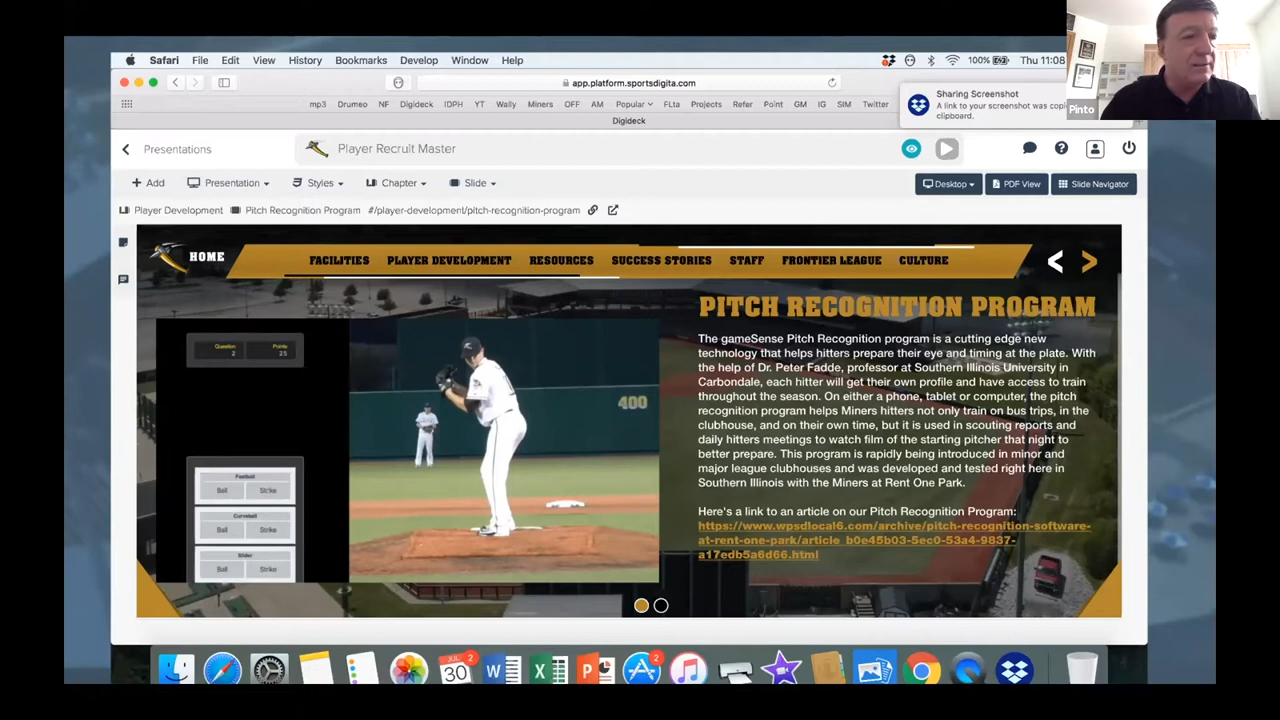 Safari File Edit View History Bookmarks Develop Window Help 100% Thu 11:08
app.platform.sportsdigita.com
Sharing Screenshot
A link to your screenshot was
clipboard.
Pinto
mp3 Drumeo NF Digideck IDPH YT Wally Miners OFF AM Popular FLta Projects Refer Point GM IG SIM Twitter
Digideck
Presentations Player Recruit Master
+ Add Presentation Styles Chapter Slide Desktop PDF View Slide Navigator
Player Development Pitch Recognition Program #/player-development/pitch-recognition-program
HOME FACILITIES PLAYER DEVELOPMENT RESOURCES SUCCESS STORIES STAFF FRONTIER LEAGUE CULTURE < >
PITCH RECOGNITION PROGRAM
The gameSense Pitch Recognition program is a cutting edge new
technology that helps hitters prepare their eye and timing at the plate. With
the help of Dr. Peter Fadde, professor at Southern Illinois University in
Carbondale, each hitter will get their own profile and have access to train
throughout the season. On either a phone, tablet or computer, the pitch
recognition program helps Miners hitters not only train on bus trips, in the
clubhouse, and on their own time, but it is used in scouting reports and
daily hitters meetings to watch film of the starting pitcher that night to
better prepare. This program is rapidly being introduced in minor and
major league clubhouses and was developed and tested right here in
Southern Illinois with the Miners at Rent One Park.
Here's a link to an article on our Pitch Recognition Program:
https://www.wpsdlocal6.com/archive/pitch-recognition-software-
at-rent-one-park/article_b0e45b03-5ec0-53a4-9837-
a17edb5a6d66.html
Question Points
2 25
400
Fastball
Ball Strike
Curveball
Ball Strike
Slider
Ball Strike
JUL
30
2
2
W X P